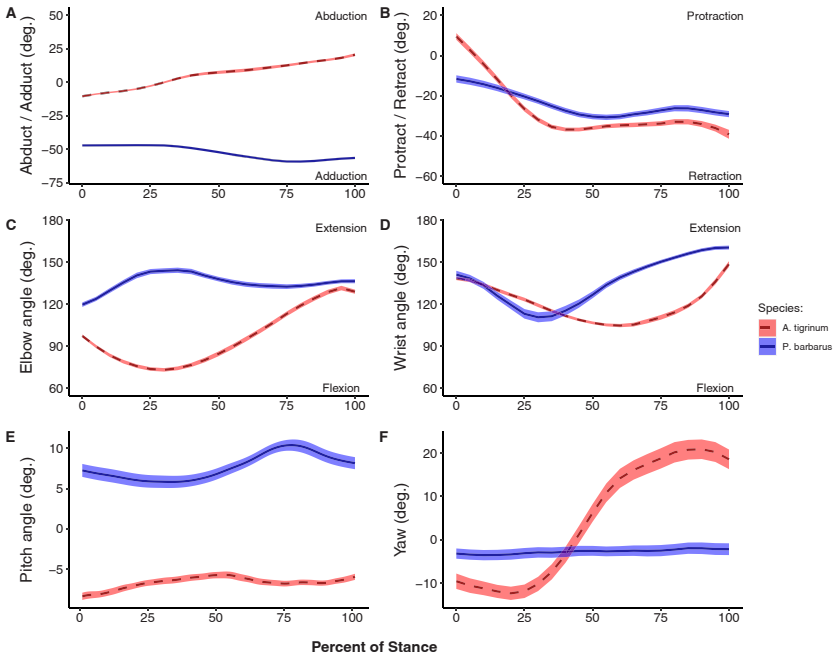 A
Abduct / Adduct (deg.)
50
25
0
−25
−50
−75
Abduction
Adduction
0 25 50 75 100
B
Protract / Retract (deg.)
20
0
−20
−40
−60
Protraction
Retraction
0 25 50 75 100
C
Elbow angle (deg.)
180
150
120
90
60
Extension
Flexion
0 25 50 75 100
D
Wrist angle (deg.)
180
150
120
90
60
Extension
Flexion
0 25 50 75 100
Species:
A. tigrinum
P. barbarus
E
Pitch angle (deg.)
10
5
0
−5
0 25 50 75 100
F
Yaw (deg.)
20
10
0
−10
0 25 50 75 100
Percent of Stance